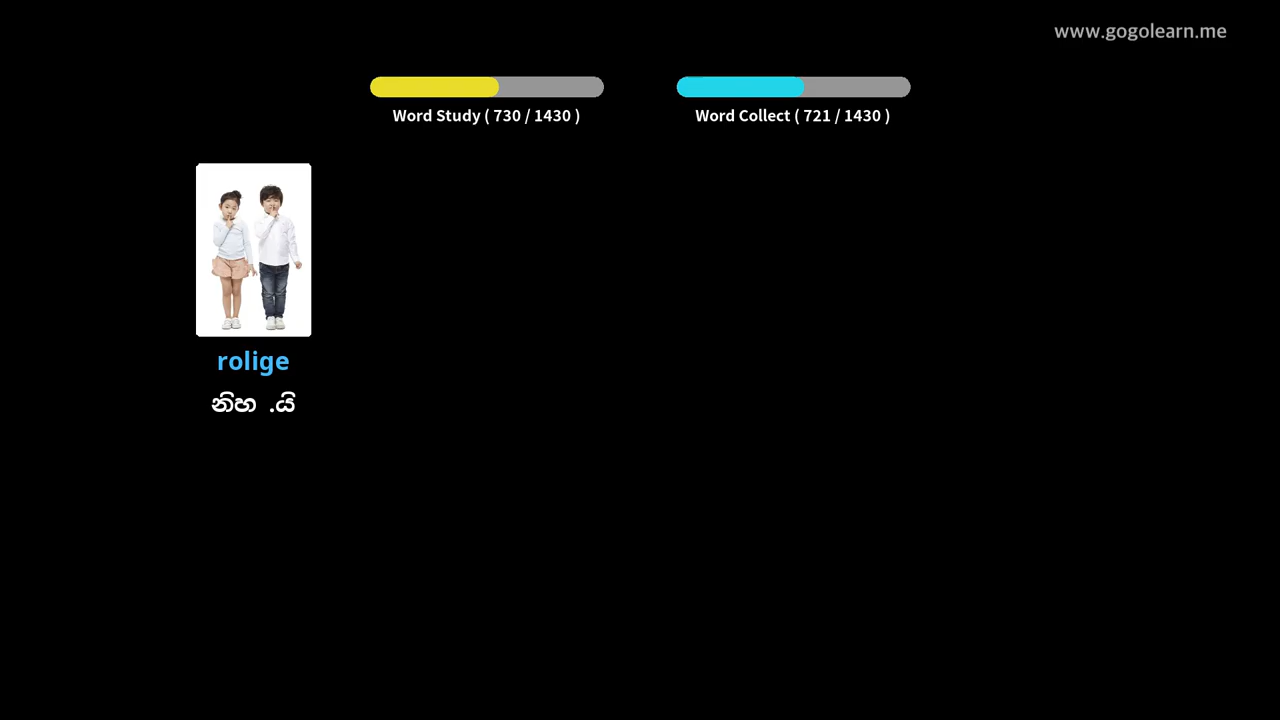 www.gogolearn.me
Word Study ( 730 / 1430 )
Word Collect ( 721 / 1430 )
rolige
නිහ .යි